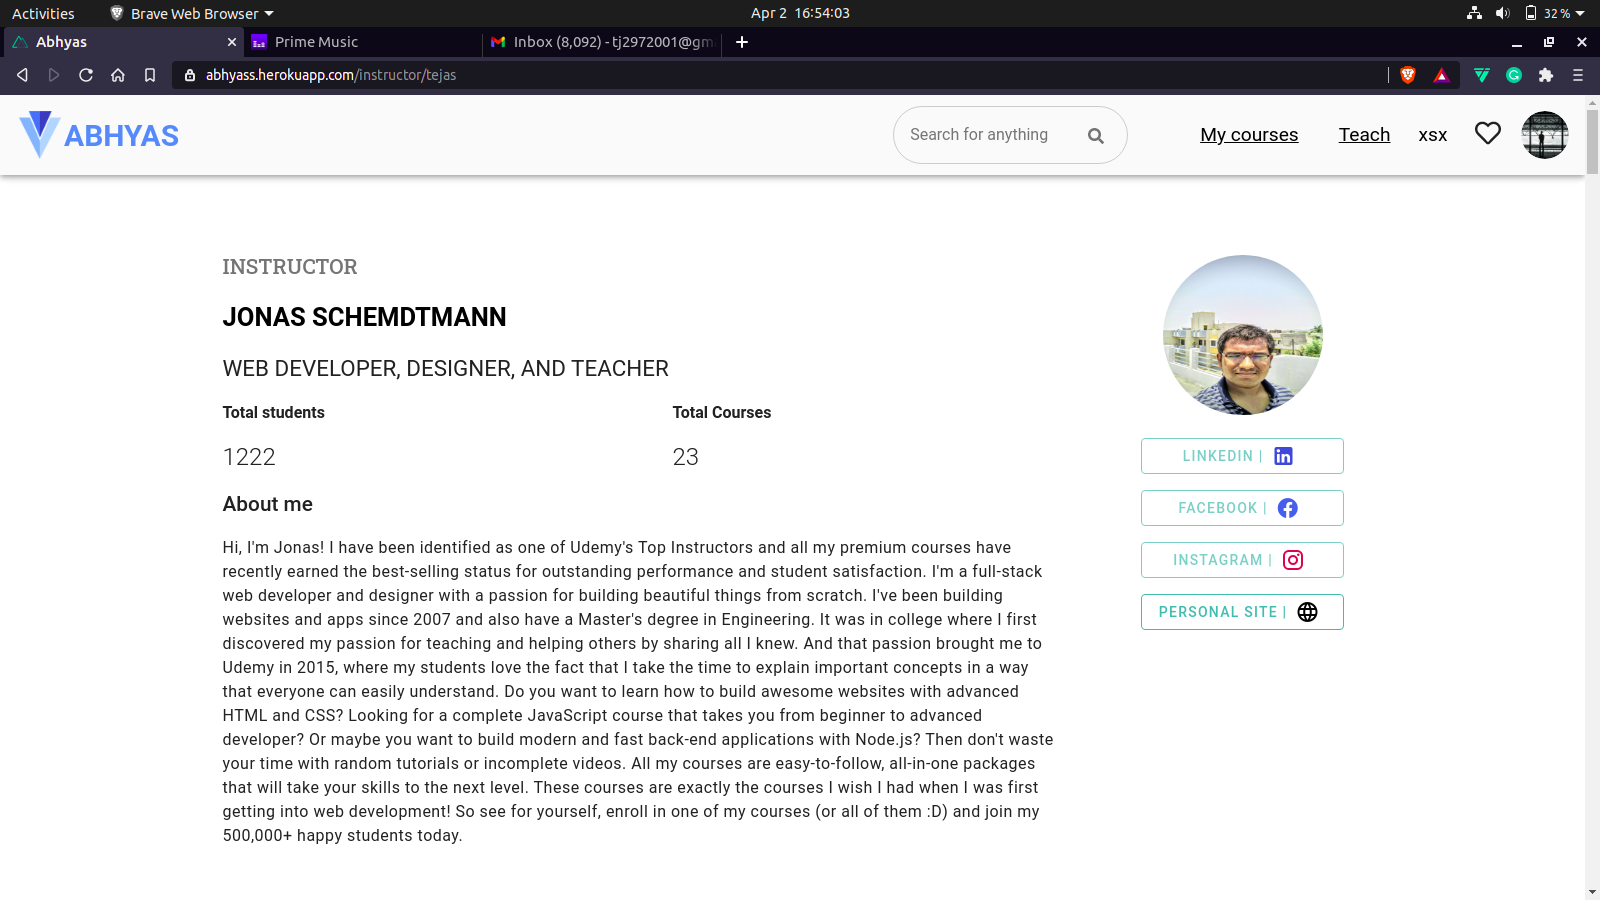 Activities
Brave Web Browser
Apr 2 16:54:03
32 %
Abhyas
Prime Music
Inbox (8,092) - tj2972001@gm
abhyass.herokuapp.com/instructor/tejas
ABHYAS
Search for anything
My courses
Teach
xsx
INSTRUCTOR
JONAS SCHEMDTMANN
WEB DEVELOPER, DESIGNER, AND TEACHER
Total students
Total Courses
1222
23
About me
Hi, I'm Jonas! I have been identified as one of Udemy's Top Instructors and all my premium courses have
recently earned the best-selling status for outstanding performance and student satisfaction. I'm a full-stack
web developer and designer with a passion for building beautiful things from scratch. I've been building
websites and apps since 2007 and also have a Master's degree in Engineering. It was in college where I first
discovered my passion for teaching and helping others by sharing all I knew. And that passion brought me to
Udemy in 2015, where my students love the fact that I take the time to explain important concepts in a way
that everyone can easily understand. Do you want to learn how to build awesome websites with advanced
HTML and CSS? Looking for a complete JavaScript course that takes you from beginner to advanced
developer? Or maybe you want to build modern and fast back-end applications with Node.js? Then don't waste
your time with random tutorials or incomplete videos. All my courses are easy-to-follow, all-in-one packages
that will take your skills to the next level. These courses are exactly the courses I wish I had when I was first
getting into web development! So see for yourself, enroll in one of my courses (or all of them :D) and join my
500,000+ happy students today.
LINKEDIN |
FACEBOOK |
INSTAGRAM |
PERSONAL SITE |